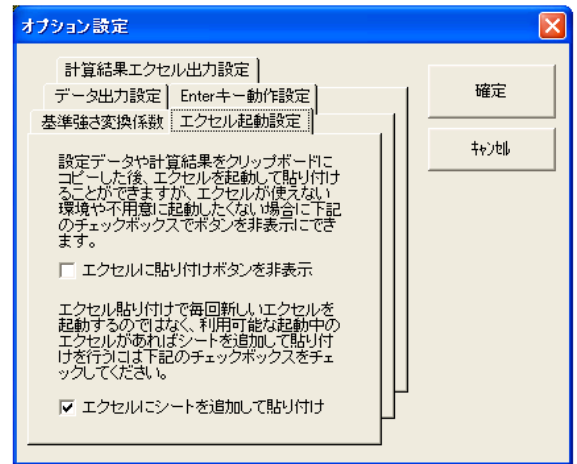 オプション設定
計算結果エクセル出力設定
データ出力設定 Enterキー動作設定
基準強さ変換係数 エクセル起動設定
確定
ｷｬﾝｾﾙ
設定データや計算結果をクリップボードに
コピーした後、エクセルを起動して貼り付け
ることができますが、エクセルが使えない
環境や不用意に起動したくない場合に下記
のチェックボックスでボタンを非表示にでき
ます。
エクセルに貼り付けボタンを非表示
エクセル貼り付けで毎回新しいエクセルを
起動するのではなく、利用可能な起動中の
エクセルがあればシートを追加して貼り付
けを行うには下記のチェックボックスをチェ
ックしてください。
エクセルにシートを追加して貼り付け